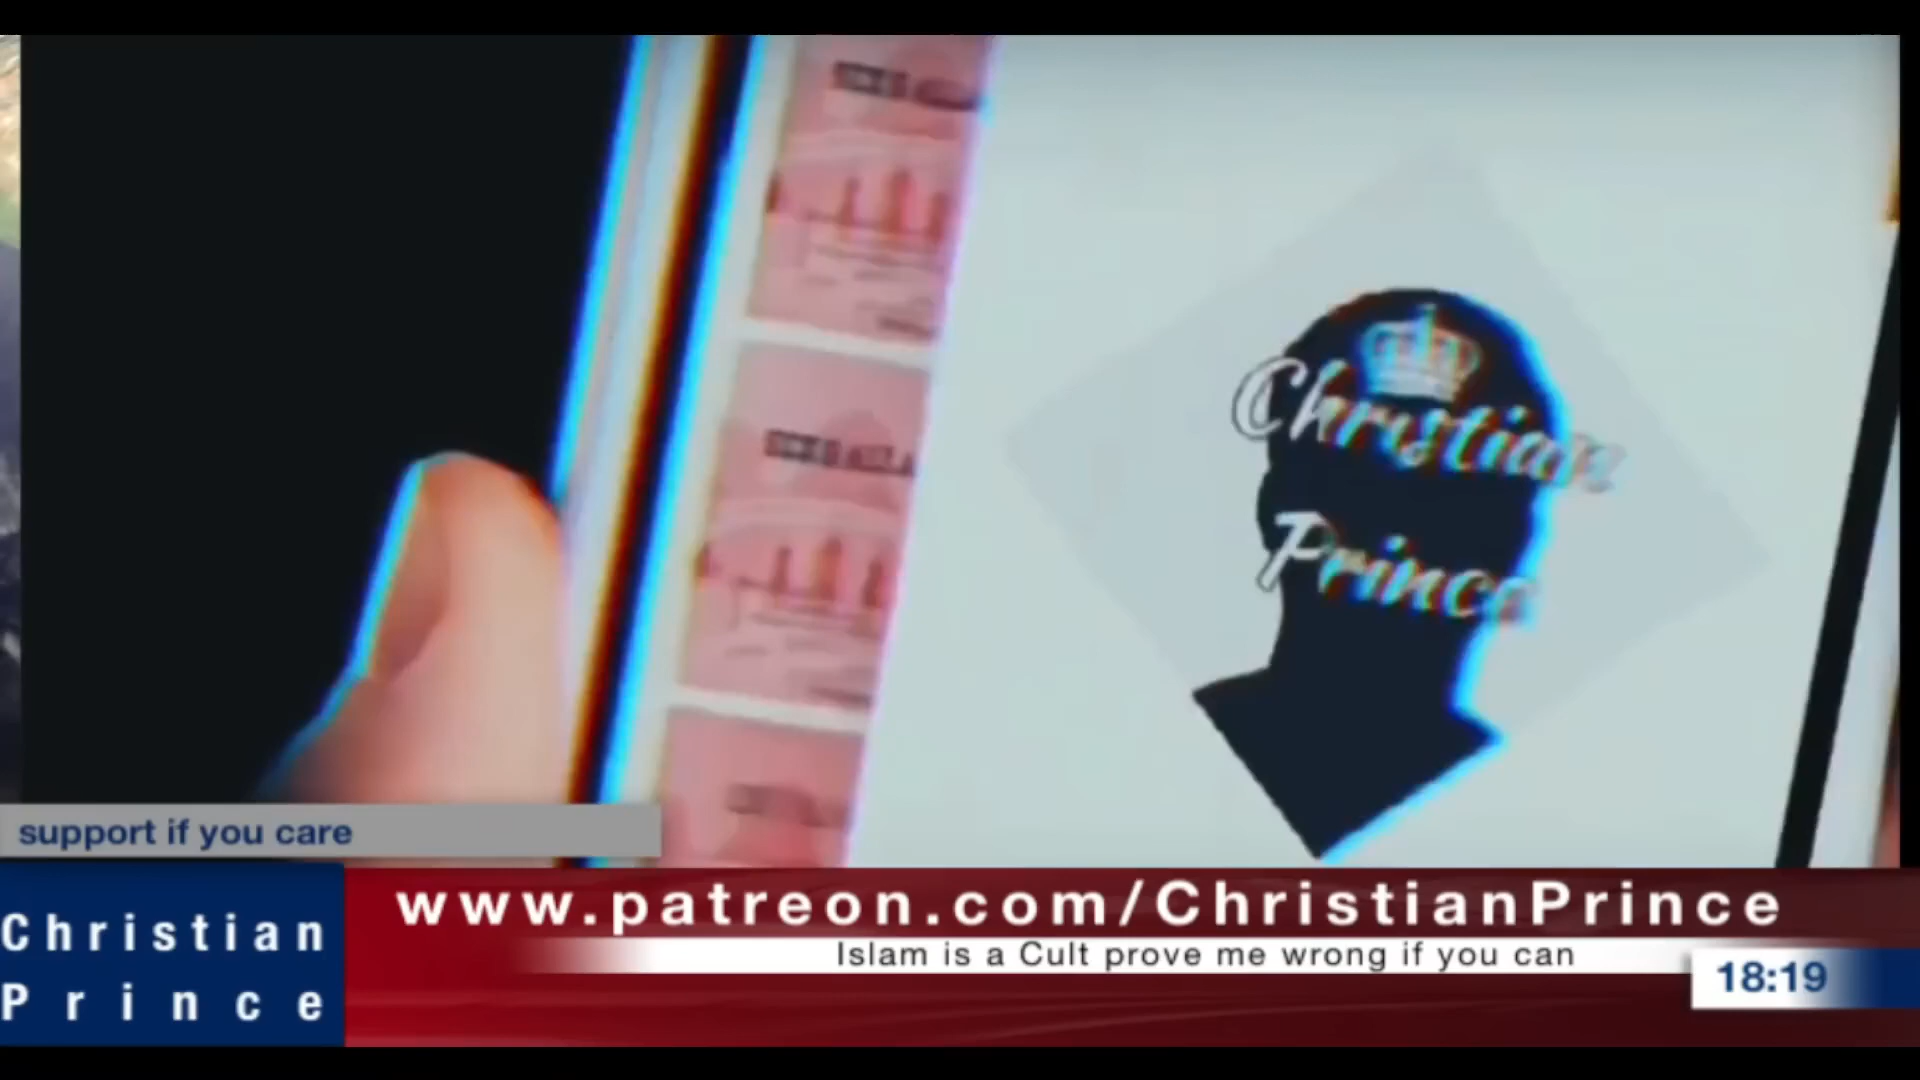 Christian
Prince
support if you care
Christian
Prince
www.patreon.com/ChristianPrince
Islam is a Cult prove me wrong if you can
18:19